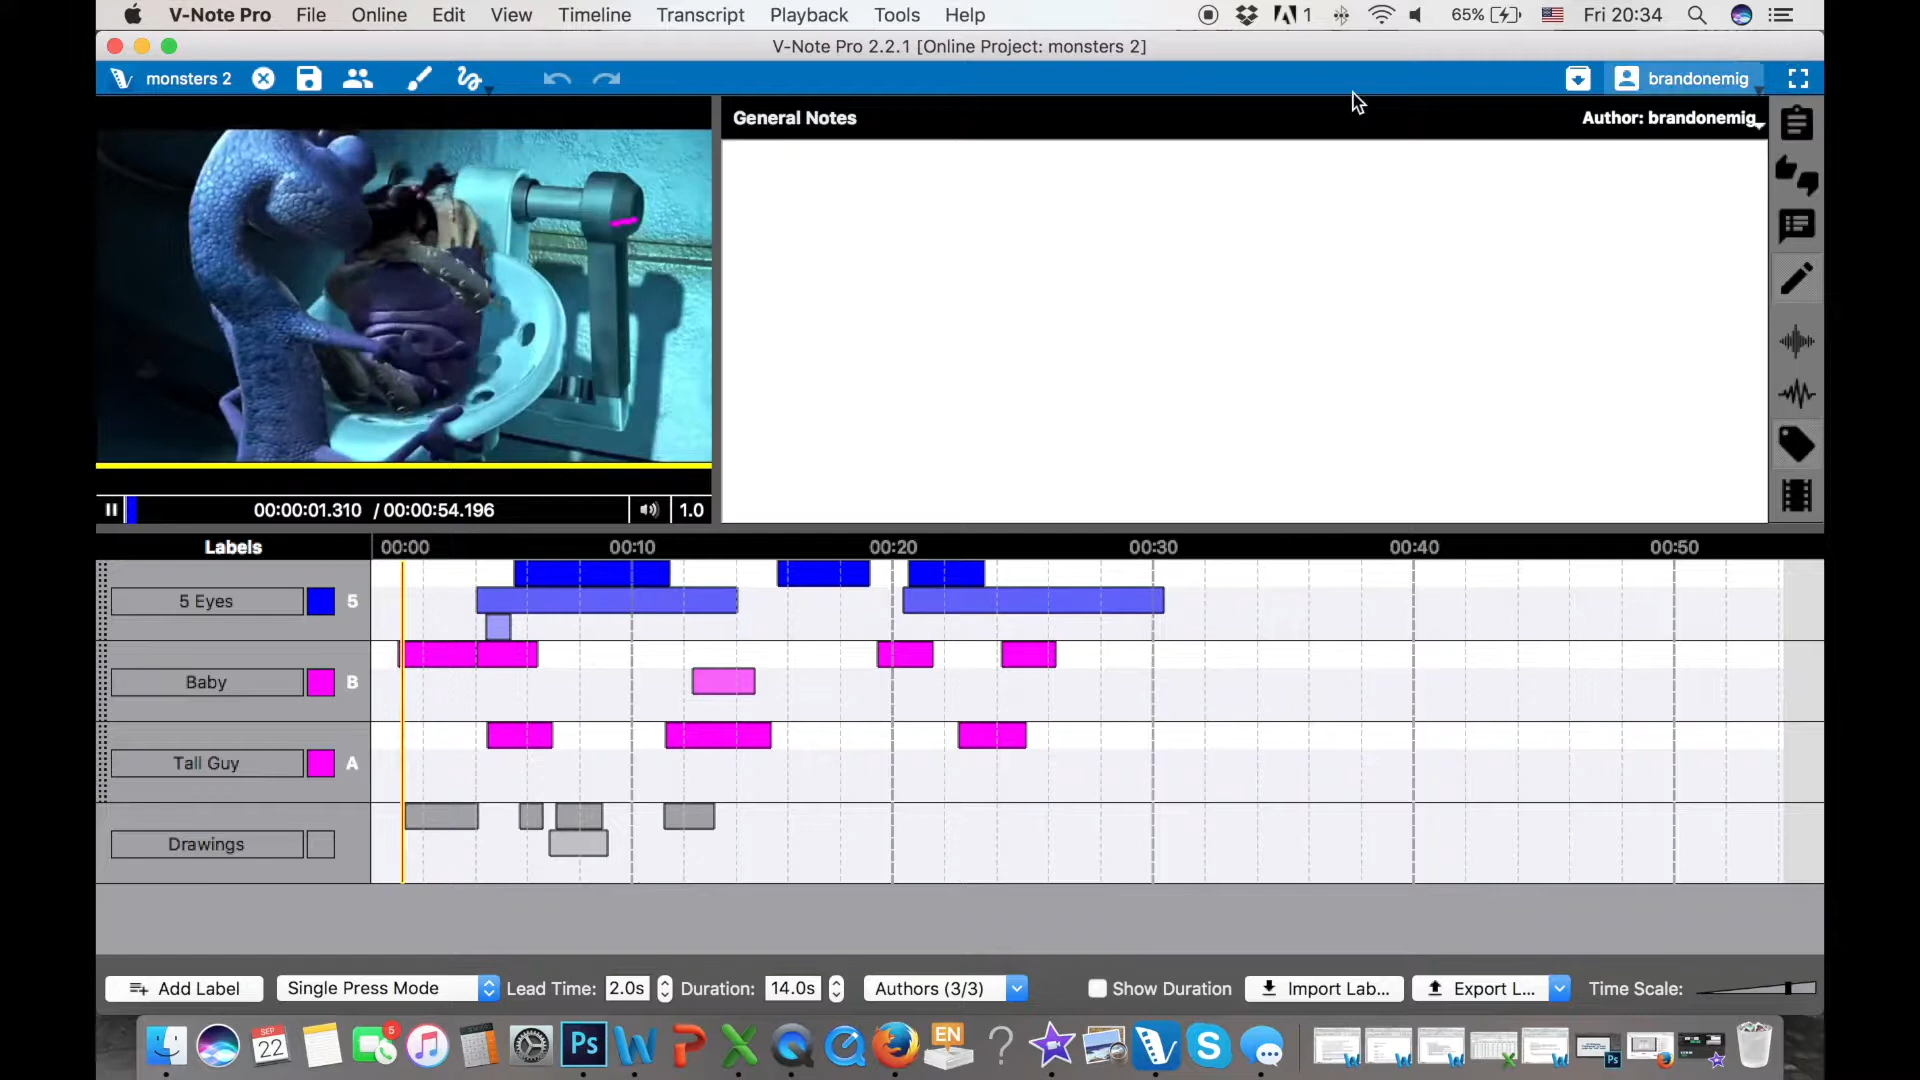 V-Note Pro File Online Edit View Timeline Transcript Playback Tools Help 1 65% Fri 20:34
V-Note Pro 2.2.1 [Online Project: monsters 2]
monsters 2 brandonemig
General Notes Author: brandonemig
00:00:01.310 / 00:00:54.196 1.0
Labels 00:00 00:10 00:20 00:30 00:40 00:50
5 Eyes 5
Baby B
Tall Guy A
Drawings
Add Label Single Press Mode Lead Time: 2.0s Duration: 14.0s Authors (3/3) Show Duration Import Lab... Export L... Time Scale:
SEP 22 5 Ps W P X EN ? S